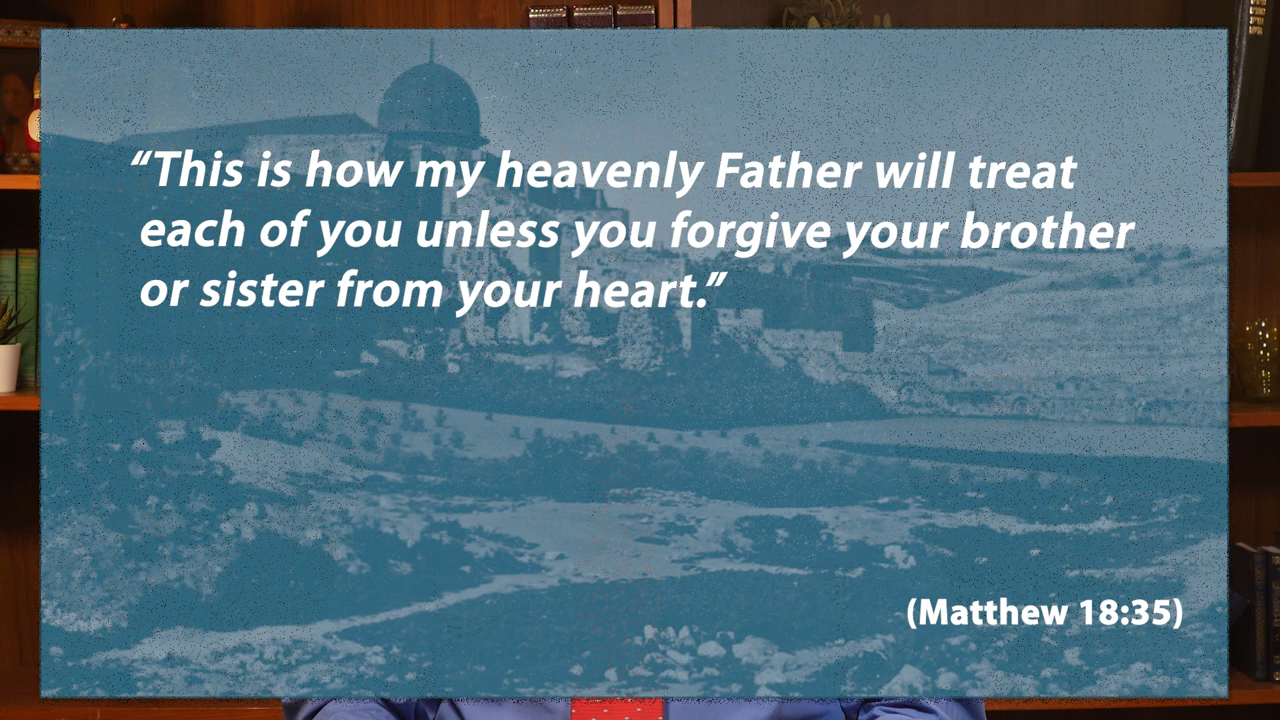 “This is how my heavenly Father will treat
each of you unless you forgive your brother
or sister from your heart.”
(Matthew 18:35)